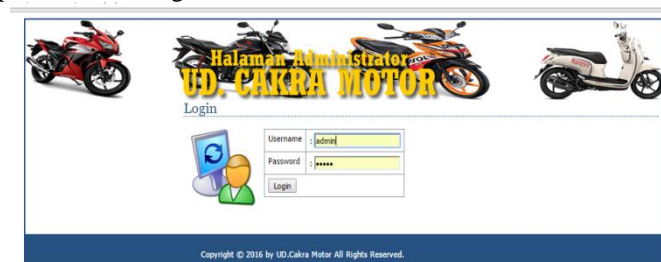 Halaman Administrator
UD. CAKRA MOTOR
Login
Username : admin
Password : •••••
Login
Copyright © 2016 by UD.Cakra Motor All Rights Reserved.